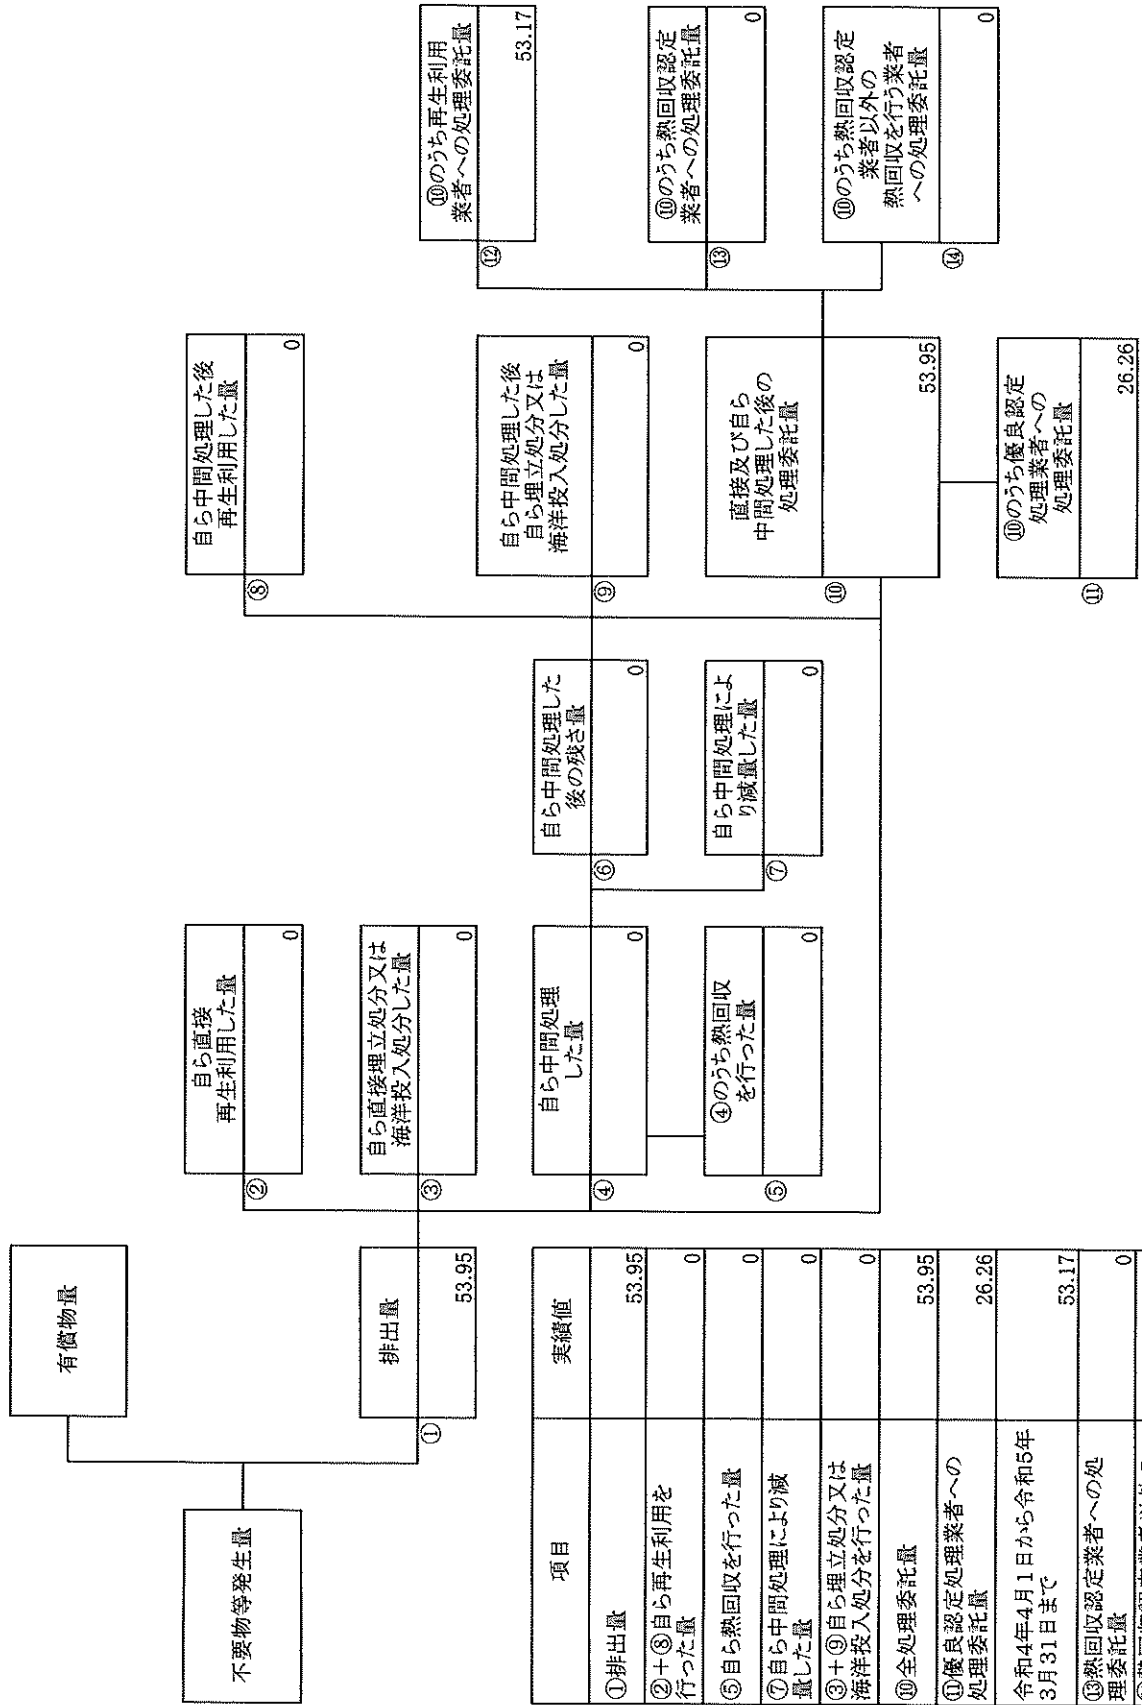 有償物量
不要物等発生量
排出量
① 53.95
自ら直接
再生利用した量
② 0
自ら直接埋立処分又は
海洋投入処分した量
③ 0
自ら中間処理
した量
④ 0
④のうち熱回収
を行った量
⑤ 0
自ら中間処理した
後の残さ量
⑥ 0
自ら中間処理によ
り減量した量
⑦ 0
自ら中間処理した後
再生利用した量
⑧ 0
自ら中間処理した後
自ら埋立処分又は
海洋投入処分した量
⑨ 0
直接及び自ら
中間処理した後の
処理委託量
⑩ 53.95
⑩のうち優良認定
処理業者への
処理委託量
⑪ 26.26
⑩のうち再生利用
業者への処理委託量
⑫ 53.17
⑩のうち熱回収認定
業者への処理委託量
⑬ 0
⑩のうち熱回収認定
業者以外の
熱回収を行う業者
への処理委託量
⑭ 0
項目 実績値
①排出量 53.95
②+⑧自ら再生利用を
行った量 0
⑤自ら熱回収を行った量 0
⑦自ら中間処理により減
量した量 0
③+⑨自ら埋立処分又は
海洋投入処分を行った量 0
⑩全処理委託量 53.95
⑪優良認定処理業者への
処理委託量 26.26
令和4年4月1日から令和5年
3月31日まで 53.17
⑬熱回収認定業者への処
理委託量 0